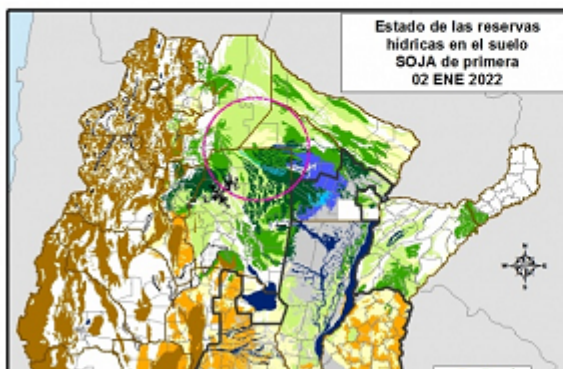 Estado de las reservas
hídricas en el suelo
SOJA de primera
02 ENE 2022